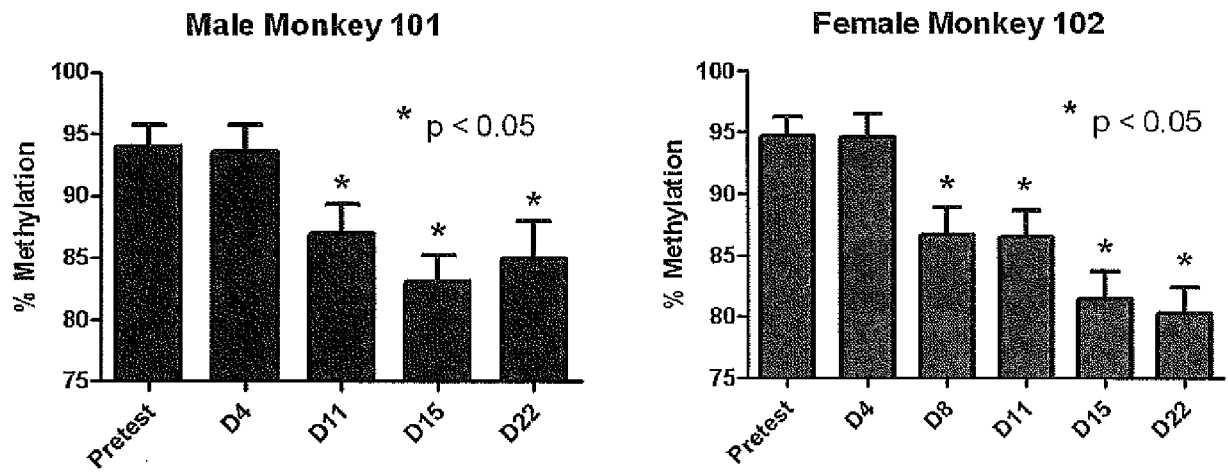 Male Monkey 101
% Methylation
100
95
90
85
80
75
* p < 0.05
*
*
*
Pretest
D4
D11
D15
D22
Female Monkey 102
% Methylation
100
95
90
85
80
75
* p < 0.05
*
*
*
*
Pretest
D4
D8
D11
D15
D22